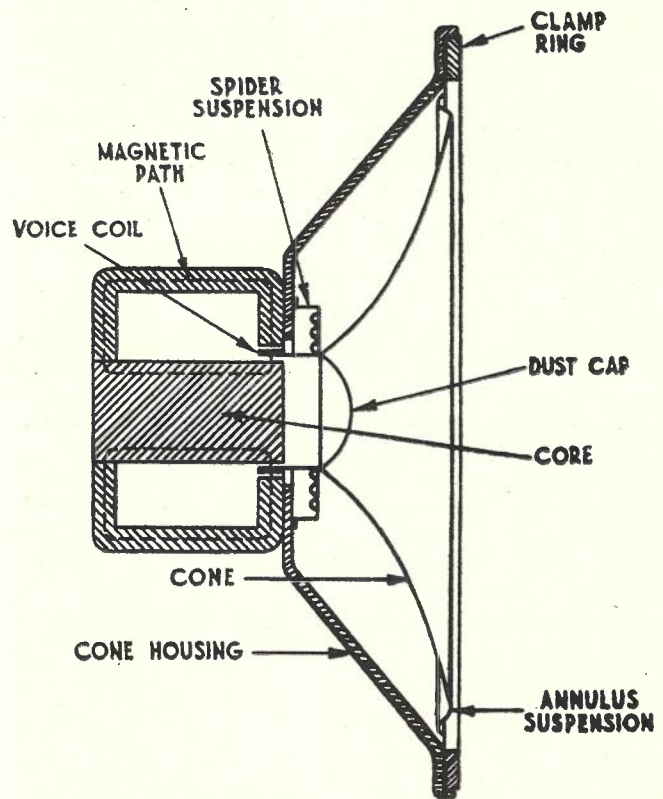 CLAMP
RING
SPIDER
SUSPENSION
MAGNETIC
PATH
VOICE COIL
DUST CAP
CORE
CONE
CONE HOUSING
ANNULUS
SUSPENSION